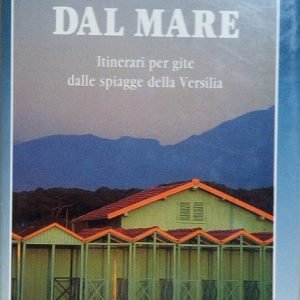 DAL MARE
Itinerari per gite
dalle spiagge della Versilia